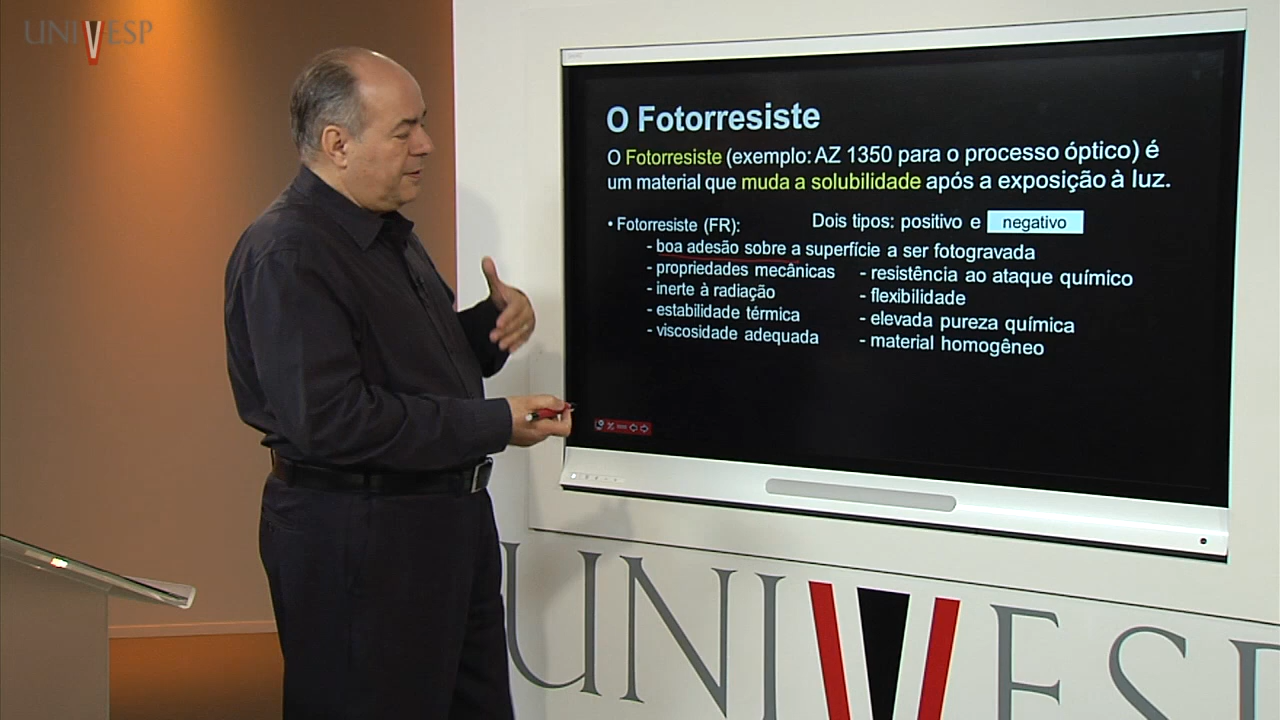 UNIVESP
O Fotorresiste
O Fotorresiste (exemplo: AZ 1350 para o processo óptico) é
um material que muda a solubilidade após a exposição à luz.
• Fotorresiste (FR): Dois tipos: positivo e negativo
- boa adesão sobre a superfície a ser fotogravada
- propriedades mecânicas - resistência ao ataque químico
- inerte à radiação - flexibilidade
- estabilidade térmica - elevada pureza química
- viscosidade adequada - material homogêneo
UNIVESP